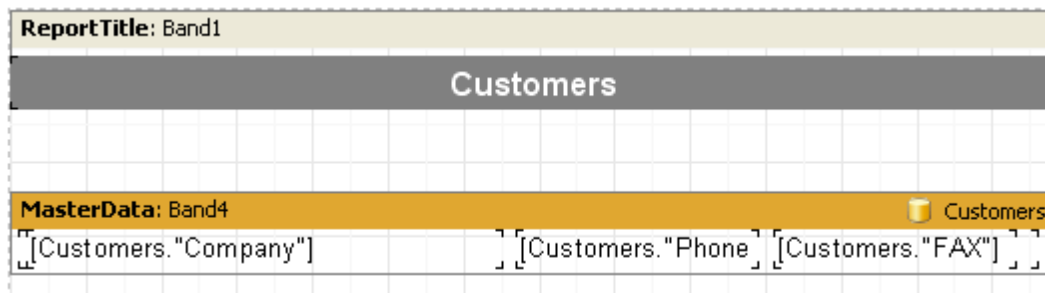 ReportTitle: Band1
Customers
MasterData: Band4 Customers
[Customers."Company"] [Customers."Phone [Customers."FAX"]